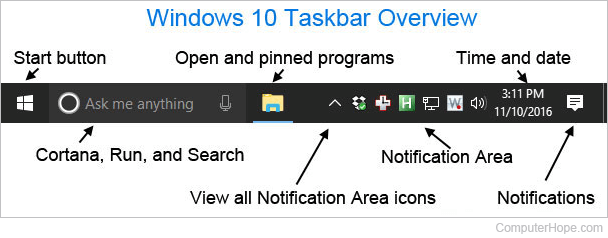 Windows 10 Taskbar Overview
Start button
Open and pinned programs
Time and date
Ask me anything
H
W
3:11 PM
11/10/2016
Cortana, Run, and Search
Notification Area
View all Notification Area icons
Notifications
ComputerHope.com